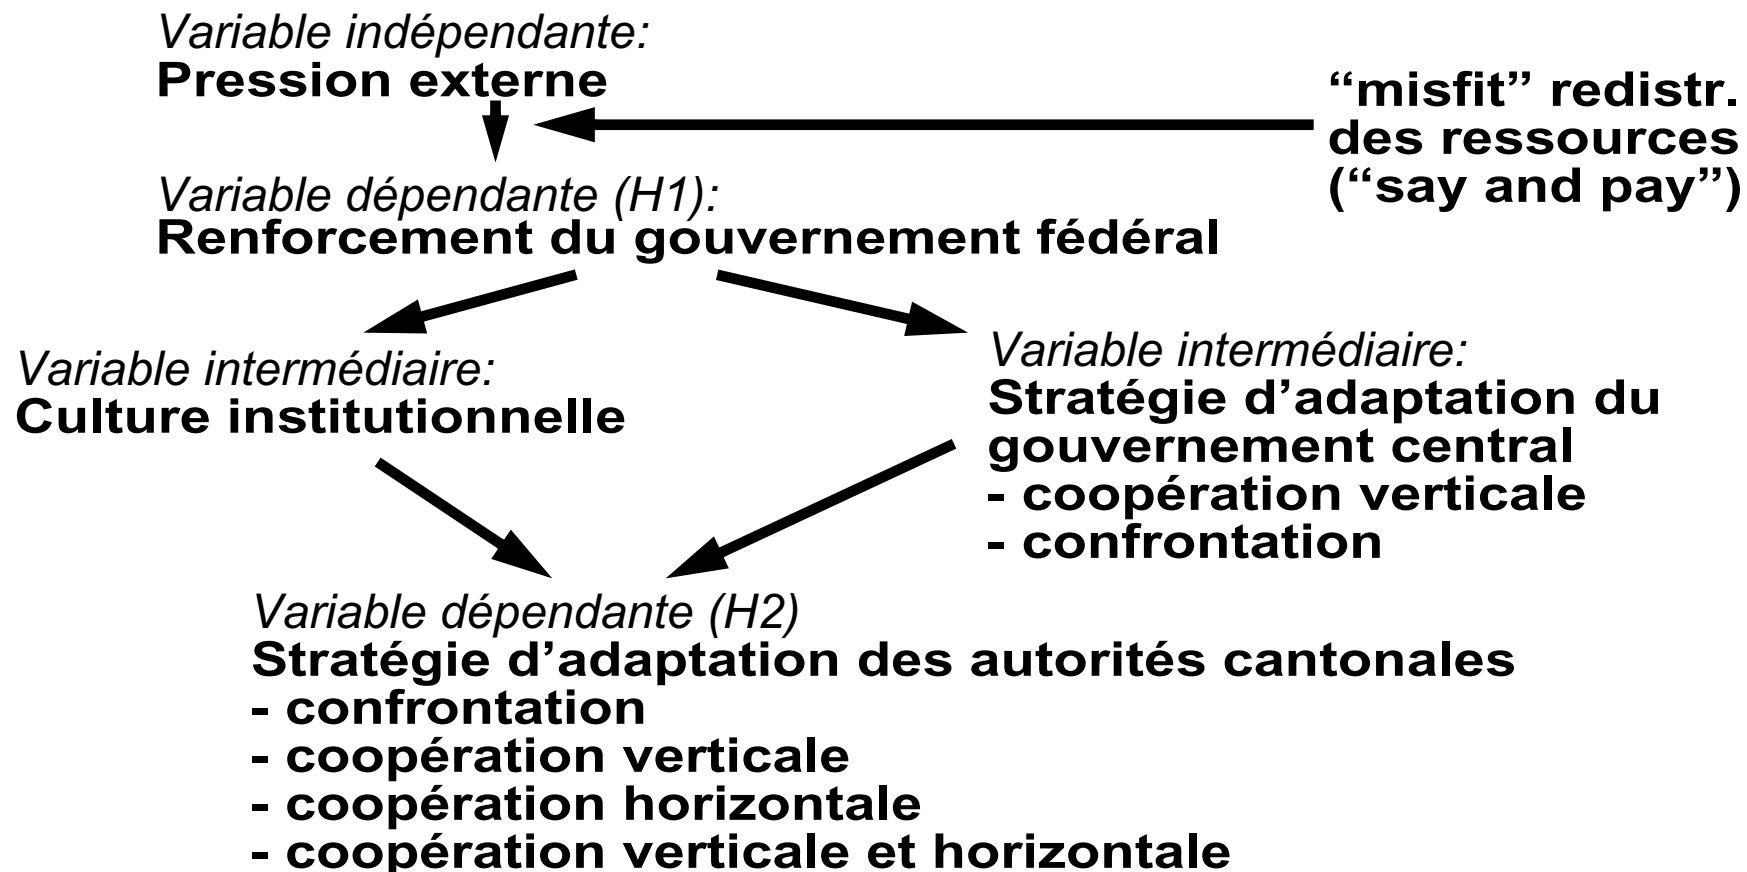 Variable indépendante:
Pression externe
“misfit” redistr.
des ressources
(“say and pay”)
Variable dépendante (H1):
Renforcement du gouvernement fédéral
Variable intermédiaire:
Culture institutionnelle
Variable intermédiaire:
Stratégie d’adaptation du
gouvernement central
- coopération verticale
- confrontation
Variable dépendante (H2)
Stratégie d’adaptation des autorités cantonales
- confrontation
- coopération verticale
- coopération horizontale
- coopération verticale et horizontale